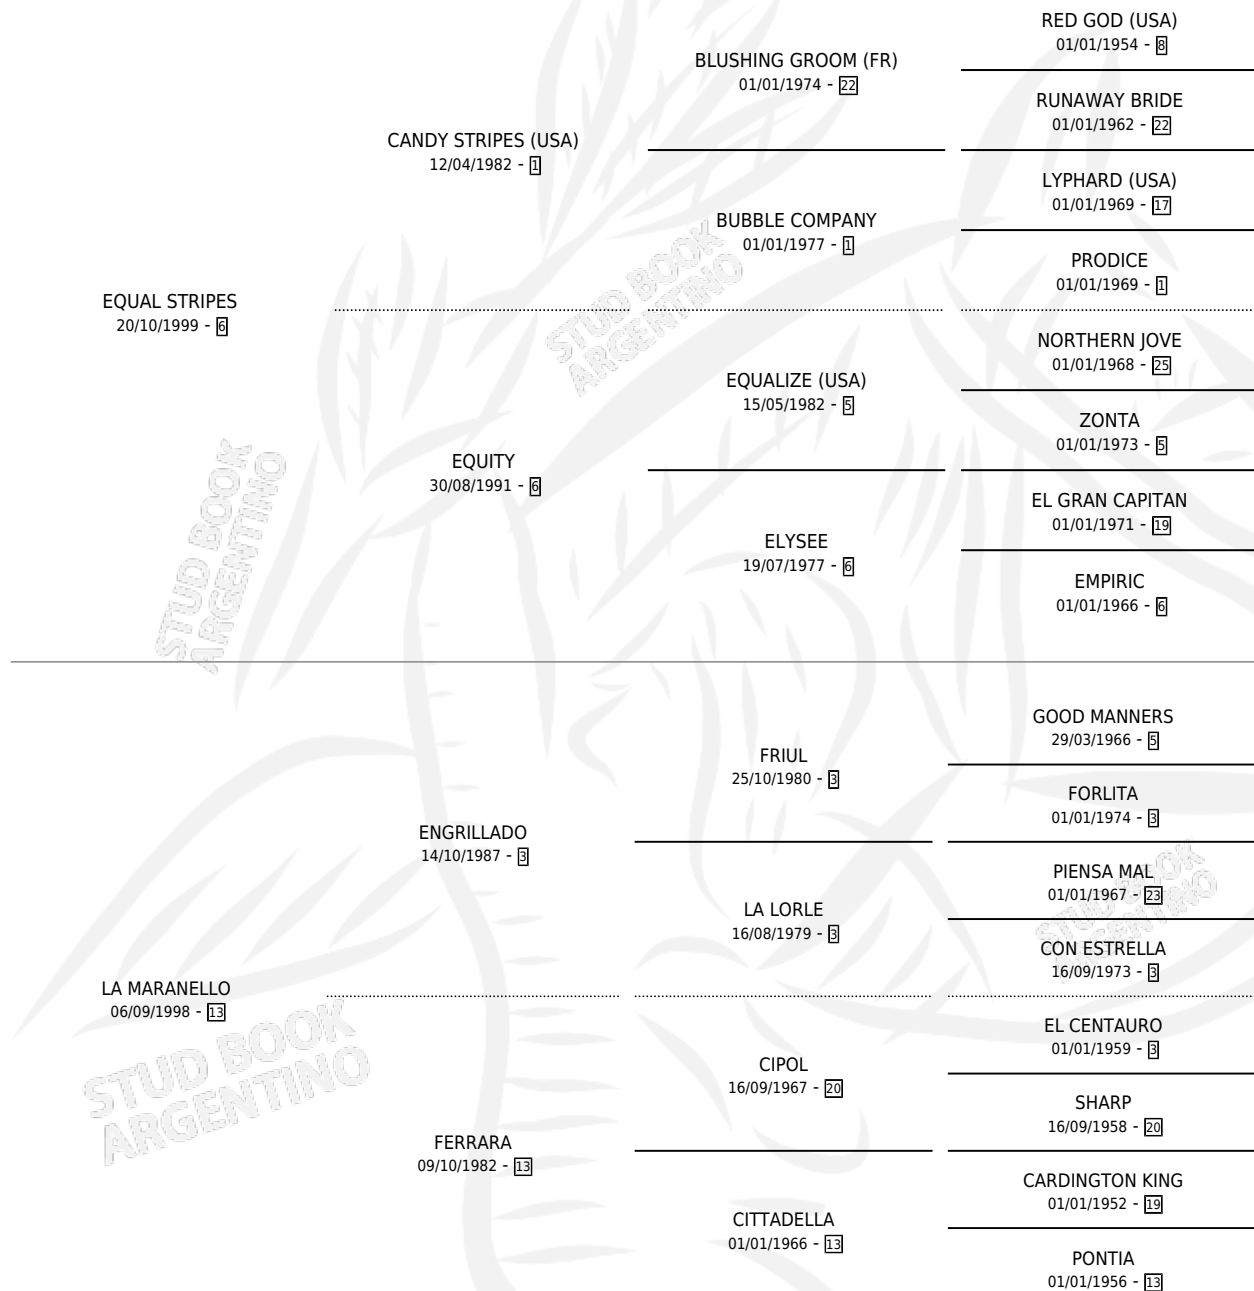 RED GOD (USA)
01/01/1954 - 8
BLUSHING GROOM (FR)
01/01/1974 - 22
RUNAWAY BRIDE
01/01/1962 - 22
CANDY STRIPES (USA)
12/04/1982 - 1
LYPHARD (USA)
01/01/1969 - 17
BUBBLE COMPANY
01/01/1977 - 1
PRODICE
01/01/1969 - 1
EQUAL STRIPES
20/10/1999 - 6
STUD BOOK
ARGENTINO
NORTHERN JOVE
01/01/1968 - 25
EQUALIZE (USA)
15/05/1982 - 5
ZONTA
01/01/1973 - 5
EQUITY
30/08/1991 - 6
EL GRAN CAPITAN
01/01/1971 - 19
ELYSEE
19/07/1977 - 6
EMPIRIC
01/01/1966 - 6
STUD BOOK
ARGENTINO
GOOD MANNERS
29/03/1966 - 5
FRIUL
25/10/1980 - 3
FORLITA
01/01/1974 - 3
ENGRILLADO
14/10/1987 - 3
PIENSA MAL
01/01/1967 - 23
LA LORLE
16/08/1979 - 3
STUD BOOK
ARGENTINO
CON ESTRELLA
16/09/1973 - 3
LA MARANELLO
06/09/1998 - 13
STUD BOOK
ARGENTINO
EL CENTAURO
01/01/1959 - 3
CIPOL
16/09/1967 - 20
SHARP
16/09/1958 - 20
FERRARA
09/10/1982 - 13
CARDINGTON KING
01/01/1952 - 19
CITTADELLA
01/01/1966 - 13
PONTIA
01/01/1956 - 13